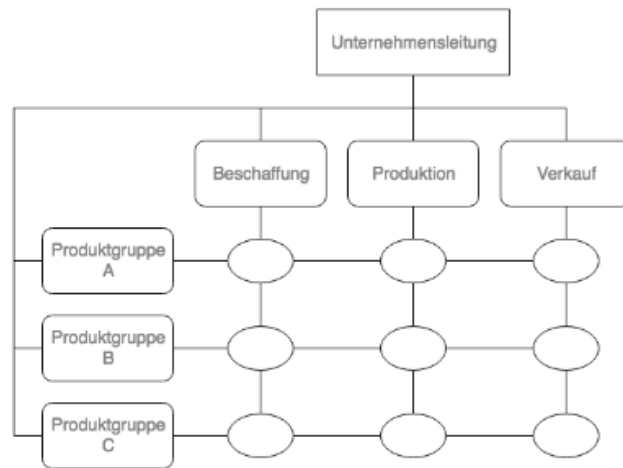 Unternehmensleitung
Beschaffung
Produktion
Verkauf
Produktgruppe
A
Produktgruppe
B
Produktgruppe
C